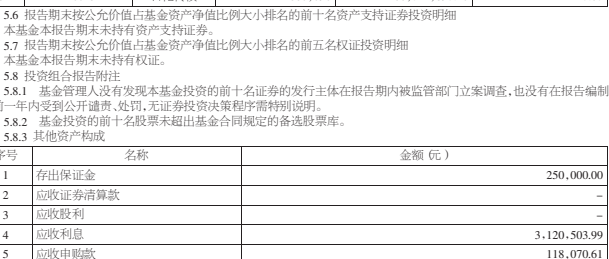 5.6 报告期末按公允价值占基金资产净值比例大小排名的前十名资产支持证券投资明细
本基金本报告期末未持有资产支持证券。
5.7 报告期末按公允价值占基金资产净值比例大小排名的前五名权证投资明细
本基金本报告期末未持有权证。
5.8 投资组合报告附注
5.8.1 基金管理人没有发现本基金投资的前十名证券的发行主体在报告期内被监管部门立案调查,也没有在报告编制
前一年内受到公开谴责、处罚,无证券投资决策程序需特别说明。
5.8.2 基金投资的前十名股票未超出基金合同规定的备选股票库。
5.8.3 其他资产构成
序号 名称 金额(元)
1 存出保证金 250,000.00
2 应收证券清算款 –
3 应收股利 –
4 应收利息 3,120,503.99
5 应收申购款 118,070.61